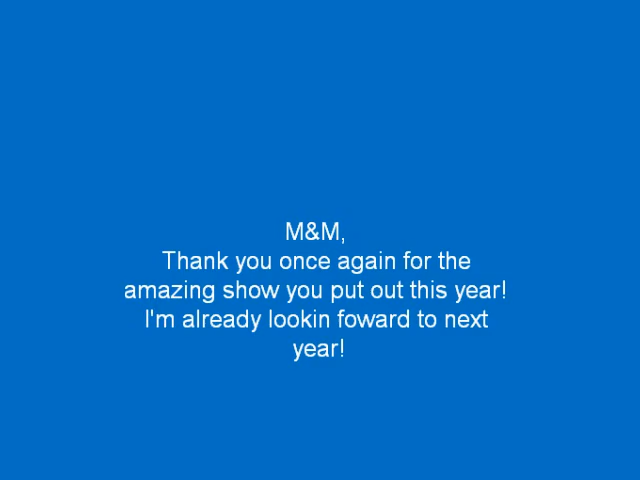 M&M,
Thank you once again for the
amazing show you put out this year!
I'm already lookin foward to next
year!